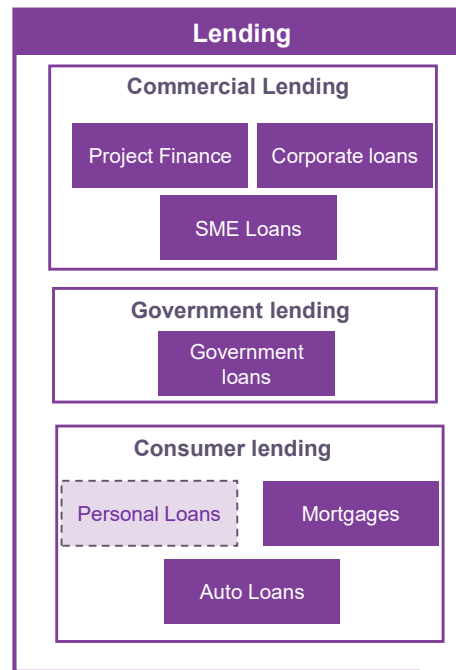 Lending
Commercial Lending
Project Finance
Corporate loans
SME Loans
Government lending
Government
loans
Consumer lending
Personal Loans
Mortgages
Auto Loans